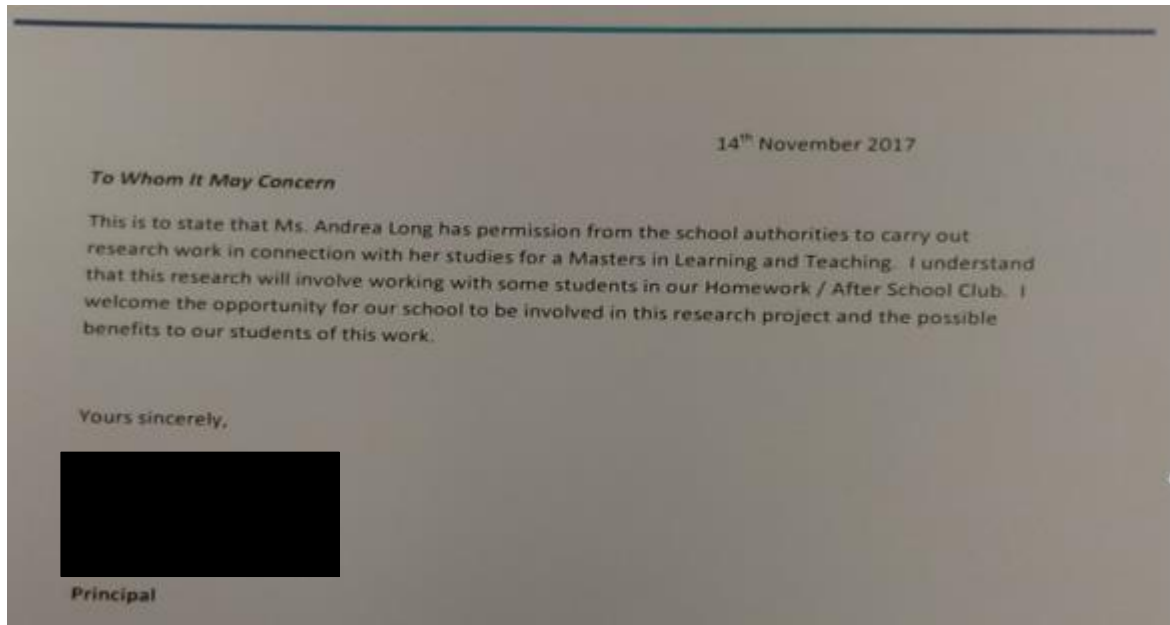 14th November 2017
To Whom It May Concern
This is to state that Ms. Andrea Long has permission from the school authorities to carry out
research work in connection with her studies for a Masters in Learning and Teaching. I understand
that this research will involve working with some students in our Homework / After School Club. I
welcome the opportunity for our school to be involved in this research project and the possible
benefits to our students of this work.
Yours sincerely,
Principal